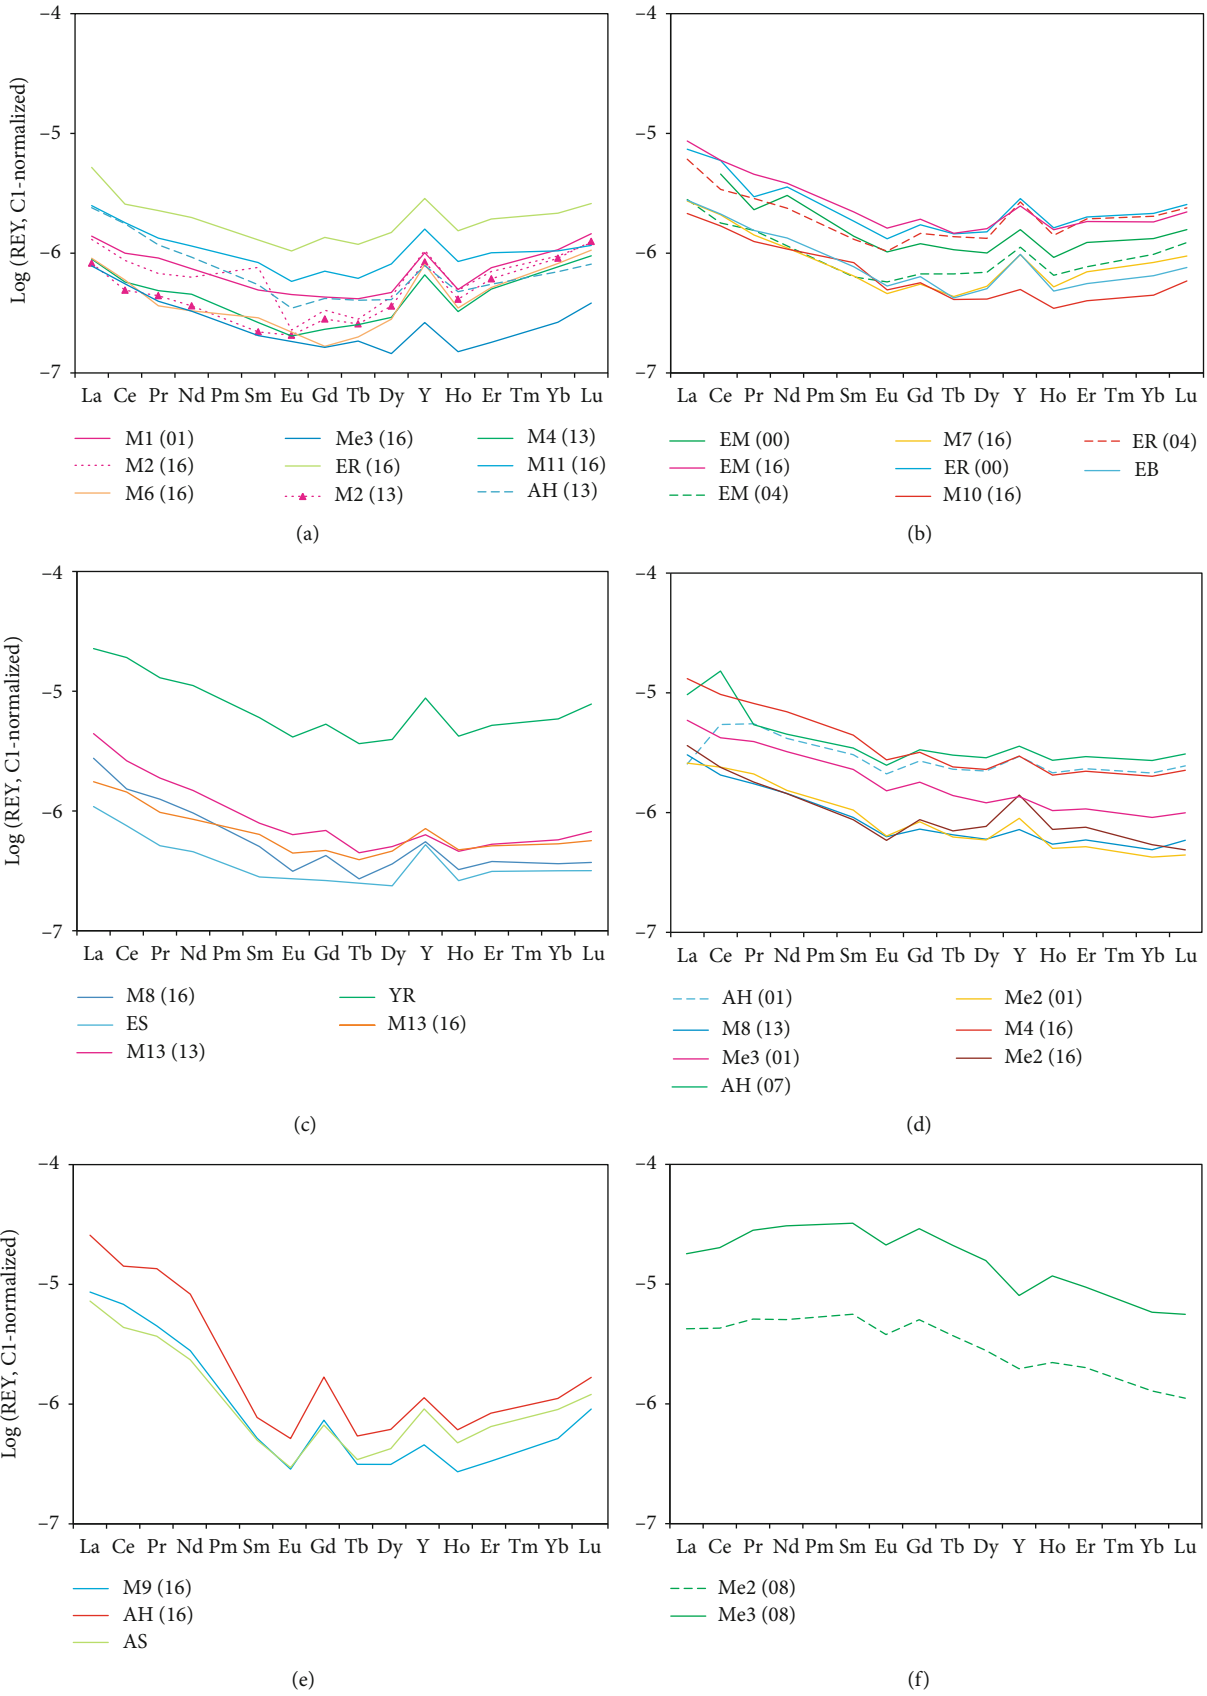 Log (REY, C1-normalized)
−4
−5
−6
−7
La Ce Pr Nd Pm Sm Eu Gd Tb Dy Y Ho Er Tm Yb Lu
M1 (01) Me3 (16) M4 (13)
M2 (16) ER (16) M11 (16)
M6 (16) M2 (13) AH (13)
(a)
−4
−5
−6
−7
La Ce Pr Nd Pm Sm Eu Gd Tb Dy Y Ho Er Tm Yb Lu
EM (00) M7 (16) ER (04)
EM (16) ER (00) EB
EM (04) M10 (16)
(b)
Log (REY, C1-normalized)
−4
−5
−6
−7
La Ce Pr Nd Pm Sm Eu Gd Tb Dy Y Ho Er Tm Yb Lu
M8 (16) YR
ES M13 (16)
M13 (13)
(c)
−4
−5
−6
−7
La Ce Pr Nd Pm Sm Eu Gd Tb Dy Y Ho Er Tm Yb Lu
AH (01) Me2 (01)
M8 (13) M4 (16)
Me3 (01) Me2 (16)
AH (07)
(d)
Log (REY, C1-normalized)
−4
−5
−6
−7
La Ce Pr Nd Pm Sm Eu Gd Tb Dy Y Ho Er Tm Yb Lu
M9 (16)
AH (16)
AS
(e)
−4
−5
−6
−7
La Ce Pr Nd Pm Sm Eu Gd Tb Dy Y Ho Er Tm Yb Lu
Me2 (08)
Me3 (08)
(f)